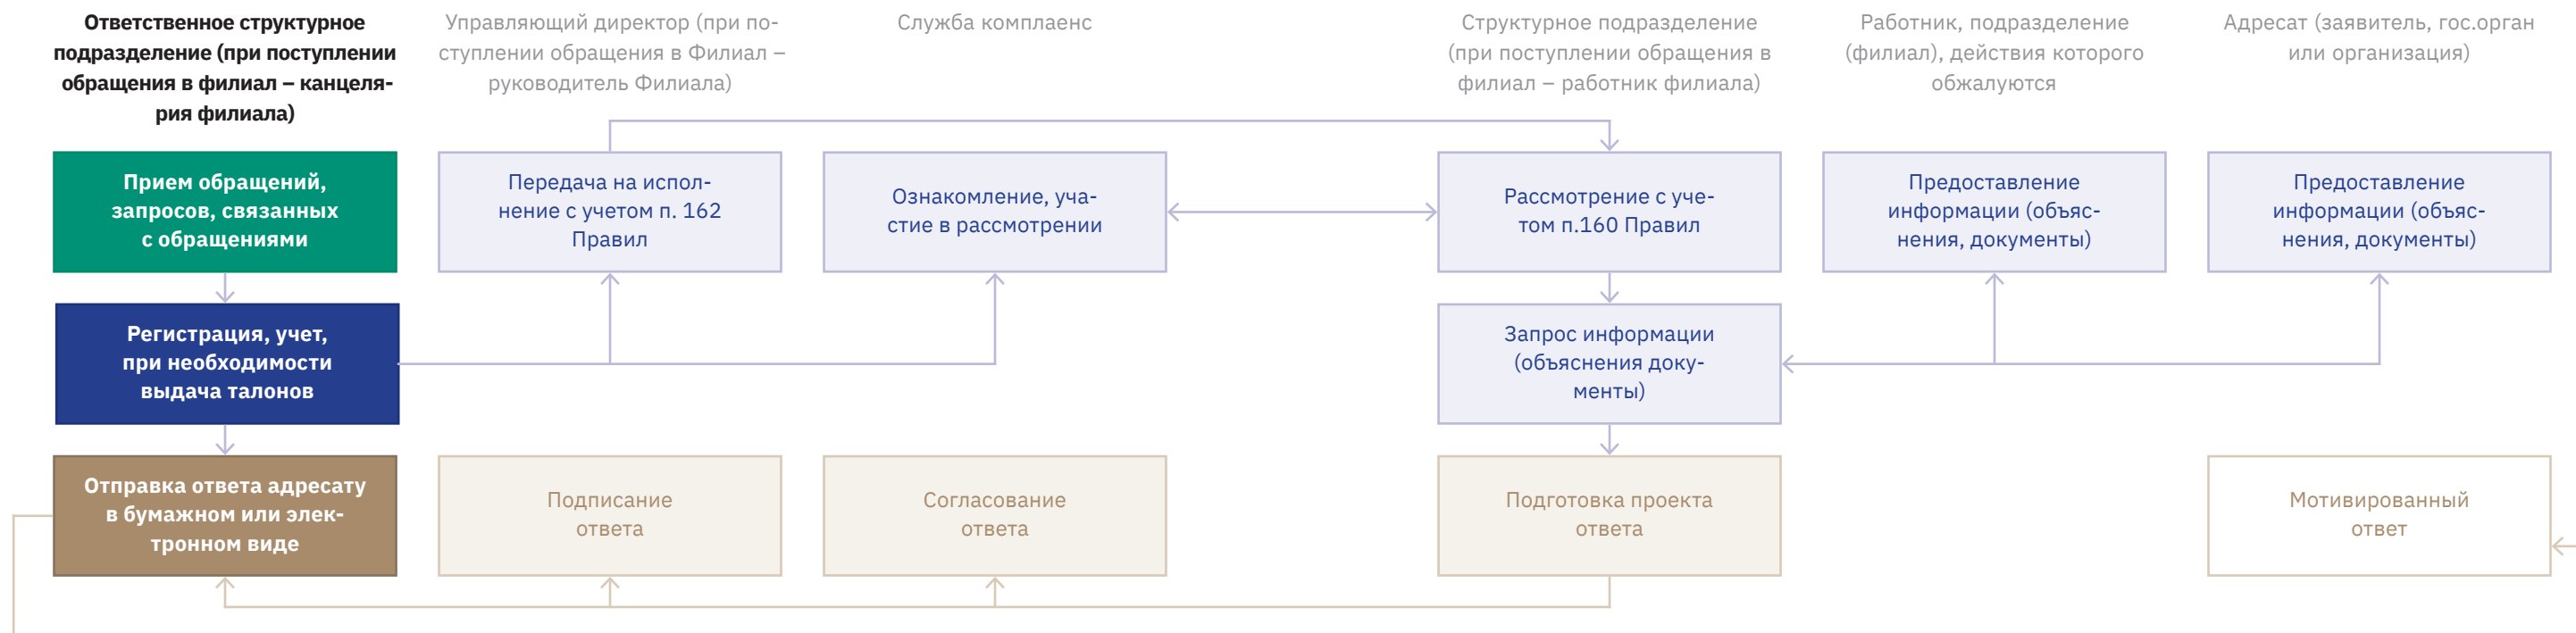 Ответственное структурное
подразделение (при поступлении
обращения в филиал – канцеля-
рия филиала)
Управляющий директор (при по-
ступлении обращения в Филиал –
руководитель Филиала)
Служба комплаенс
Структурное подразделение
(при поступлении обращения в
филиал – работник филиала)
Работник, подразделение
(филиал), действия которого
обжалуются
Адресат (заявитель, гос.орган
или организация)
Прием обращений,
запросов, связанных
с обращениями
Передача на испол-
нение с учетом п. 162
Правил
Ознакомление, уча-
стие в рассмотрении
Рассмотрение с уче-
том п.160 Правил
Предоставление
информации (объяс-
нения, документы)
Предоставление
информации (объяс-
нения, документы)
Регистрация, учет,
при необходимости
выдача талонов
Запрос информации
(объяснения доку-
менты)
Отправка ответа адресату
в бумажном или элек-
тронном виде
Подписание
ответа
Согласование
ответа
Подготовка проекта
ответа
Мотивированный
ответ